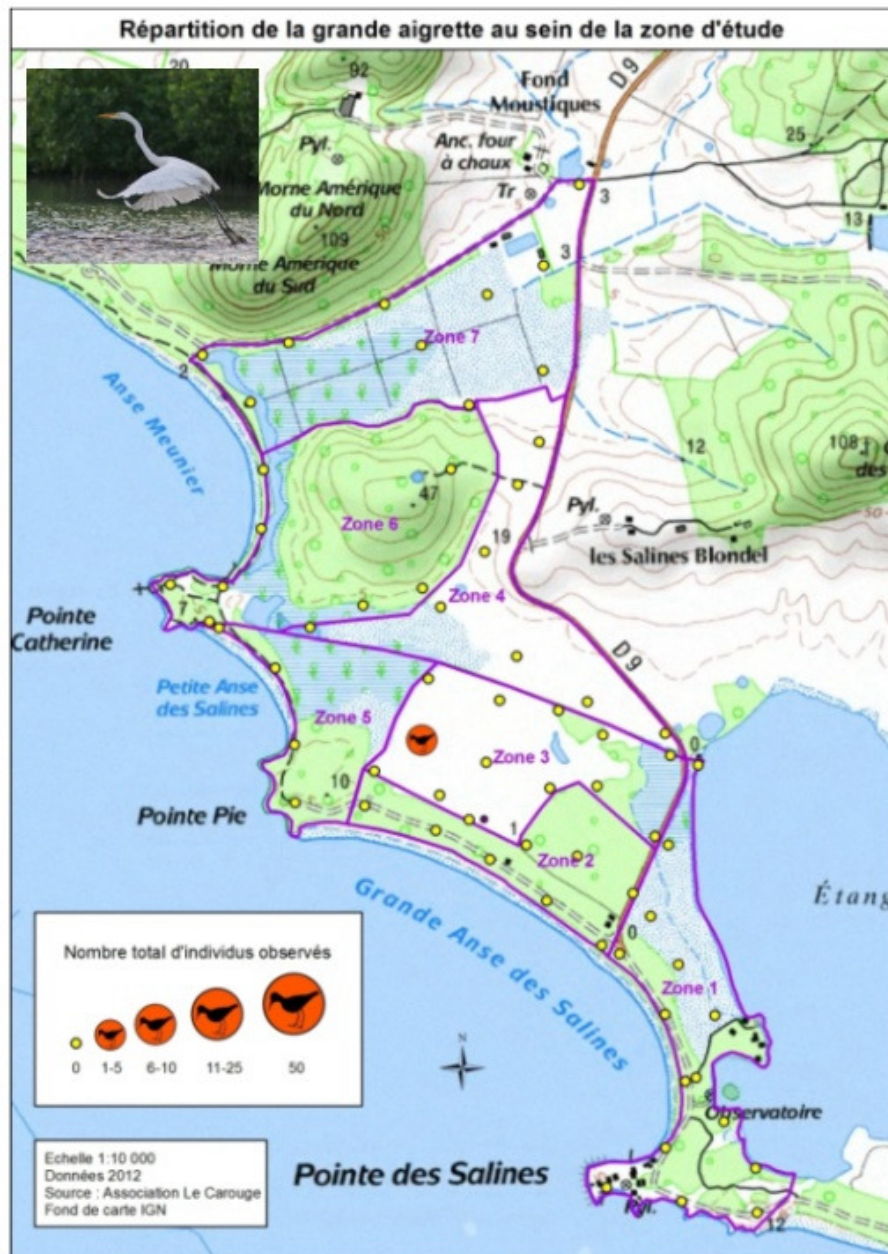 Répartition de la grande aigrette au sein de la zone d'étude
92
Fond
Moustiques
D 9
25
Pyl.
Anc. four
à chaux
Tr
3
13
Morne Amérique
du Nord
109
Morne Amérique
du Sud
3
Zone 7
2
Anse Meunier
12
108
47
Zone 6
Pyl.
les Salines Blondel
19
Zone 4
5
7
Pointe
Catherine
D 9
Petite Anse
des Salines
Zone 5
Zone 3
0
10
Pointe Pie
1
Zone 2
Grande Anse des Salines
0
Étang
Zone 1
Nombre total d'individus observés
0
1-5
6-10
11-25
50
N
Observatoire
Echelle 1:10 000
Données 2012
Source : Association Le Carouge
Fond de carte IGN
Pointe des Salines
Pyl.
12